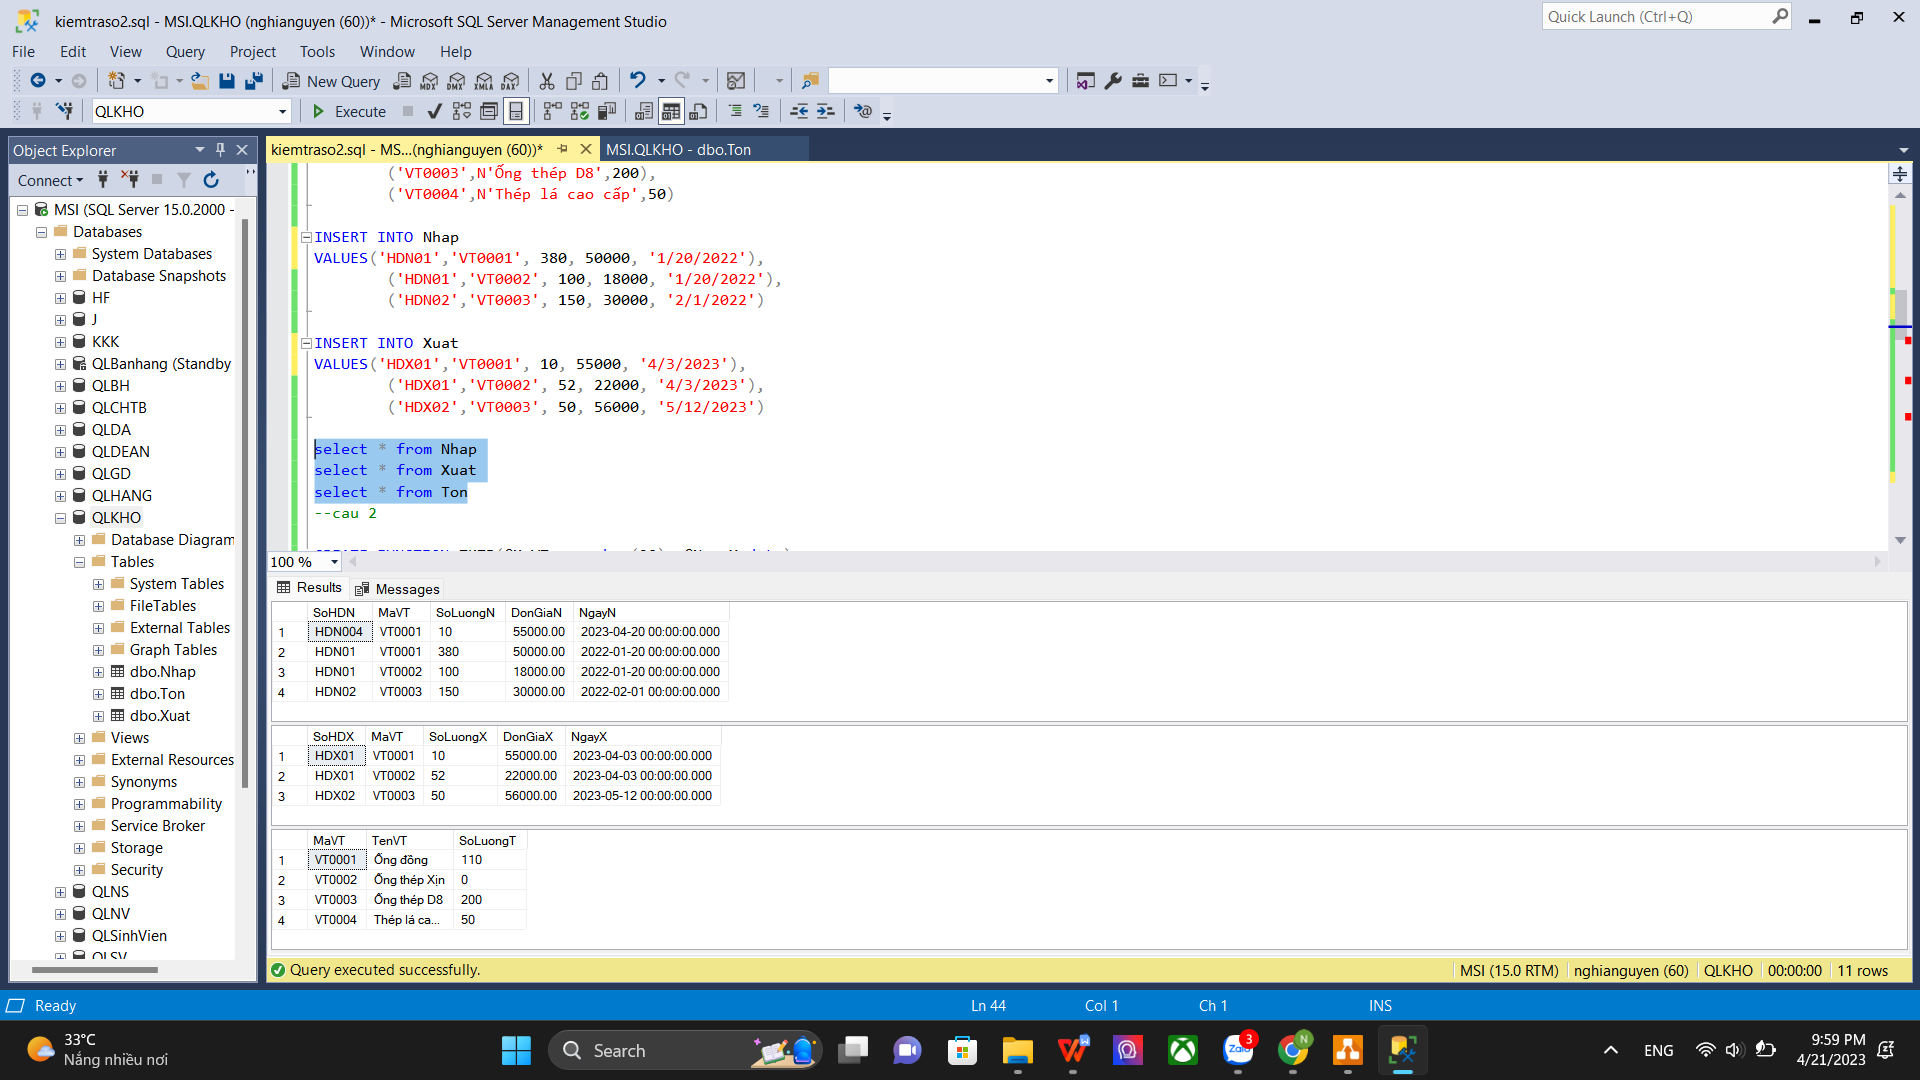 kiemtraso2.sql - MSI.QLKHO (nghianguyen (60))* - Microsoft SQL Server Management Studio
Quick Launch (Ctrl+Q)
File Edit View Query Project Tools Window Help
New Query
MDX DMX XMLA DAX
QLKHO
Execute
Object Explorer
Connect
MSI (SQL Server 15.0.2000 -
Databases
System Databases
Database Snapshots
HF
J
KKK
QLBanhang (Standby
QLBH
QLCHTB
QLDA
QLDEAN
QLGD
QLHANG
QLKHO
Database Diagram
Tables
System Tables
FileTables
External Tables
Graph Tables
dbo.Nhap
dbo.Ton
dbo.Xuat
Views
External Resources
Synonyms
Programmability
Service Broker
Storage
Security
QLNS
QLNV
QLSinhVien
QLSV
kiemtraso2.sql - MS...(nghianguyen (60))*
MSI.QLKHO - dbo.Ton
('VT0003',N'Ống thép D8',200),
('VT0004',N'Thép lá cao cấp',50)
INSERT INTO Nhap
VALUES('HDN01','VT0001', 380, 50000, '1/20/2022'),
('HDN01','VT0002', 100, 18000, '1/20/2022'),
('HDN02','VT0003', 150, 30000, '2/1/2022')
INSERT INTO Xuat
VALUES('HDX01','VT0001', 10, 55000, '4/3/2023'),
('HDX01','VT0002', 52, 22000, '4/3/2023'),
('HDX02','VT0003', 50, 56000, '5/12/2023')
select * from Nhap
select * from Xuat
select * from Ton
--cau 2
100 %
Results Messages
SoHDN MaVT SoLuongN DonGiaN NgayN
1 HDN004 VT0001 10 55000.00 2023-04-20 00:00:00.000
2 HDN01 VT0001 380 50000.00 2022-01-20 00:00:00.000
3 HDN01 VT0002 100 18000.00 2022-01-20 00:00:00.000
4 HDN02 VT0003 150 30000.00 2022-02-01 00:00:00.000
SoHDX MaVT SoLuongX DonGiaX NgayX
1 HDX01 VT0001 10 55000.00 2023-04-03 00:00:00.000
2 HDX01 VT0002 52 22000.00 2023-04-03 00:00:00.000
3 HDX02 VT0003 50 56000.00 2023-05-12 00:00:00.000
MaVT TenVT SoLuongT
1 VT0001 Ống đồng 110
2 VT0002 Ống thép Xịn 0
3 VT0003 Ống thép D8 200
4 VT0004 Thép lá ca... 50
Query executed successfully.
MSI (15.0 RTM) nghianguyen (60) QLKHO 00:00:00 11 rows
Ready
Ln 44 Col 1 Ch 1 INS
33°C
Nắng nhiều nơi
Search
Zalo 3
N
ENG
9:59 PM
4/21/2023